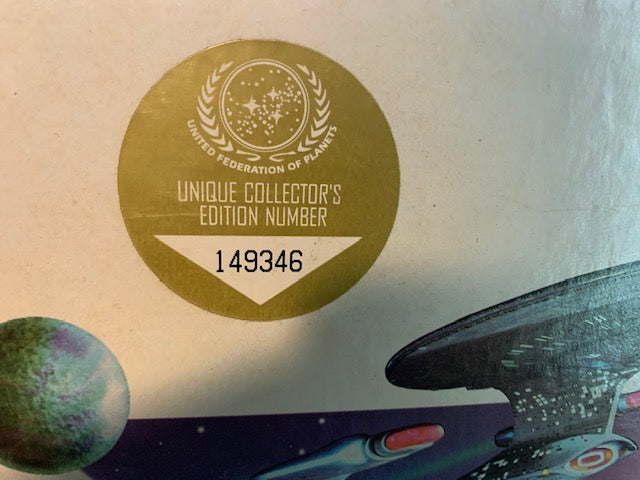 UNITED FEDERATION OF PLANETS
UNIQUE COLLECTOR'S
EDITION NUMBER
149346